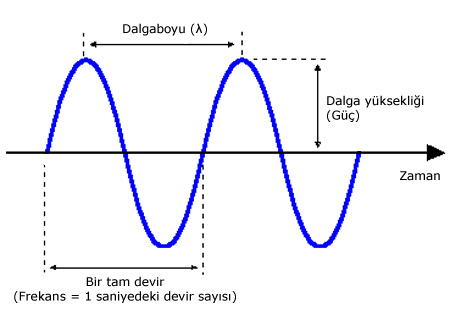 Dalgaboyu (λ)
Dalga yüksekliği
(Güç)
Zaman
Bir tam devir
(Frekans = 1 saniyedeki devir sayısı)